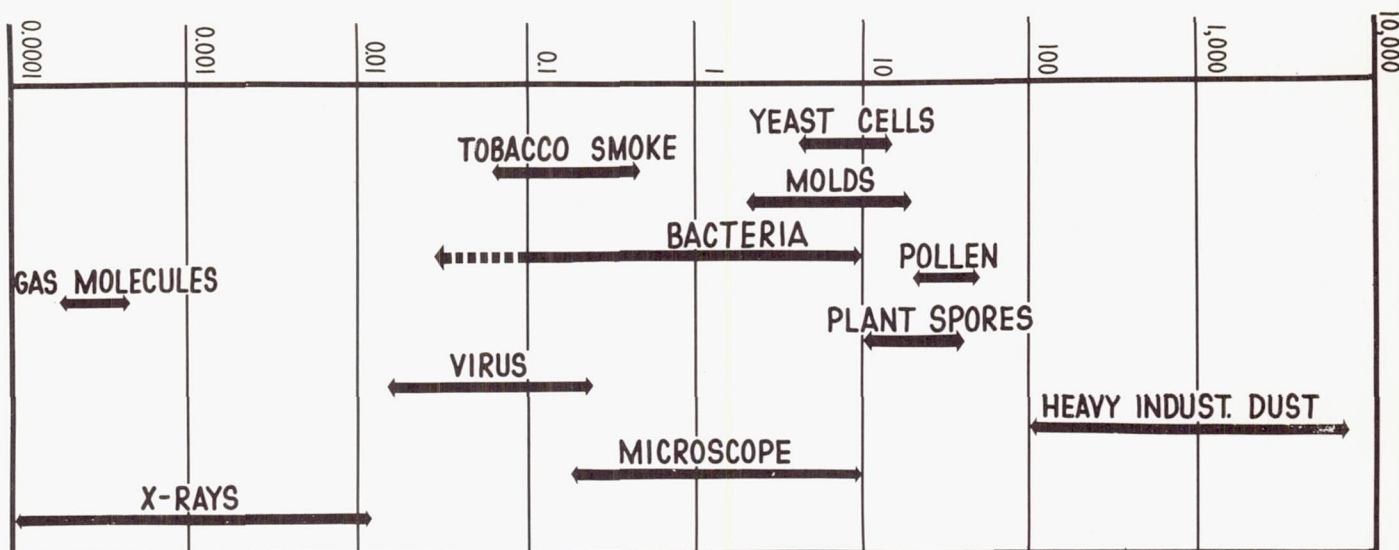 0.0001 0.001 0.01 0.1 1 10 100 1,000 10,000
YEAST CELLS
TOBACCO SMOKE
MOLDS
BACTERIA
POLLEN
GAS MOLECULES
PLANT SPORES
VIRUS
HEAVY INDUST. DUST
MICROSCOPE
X-RAYS